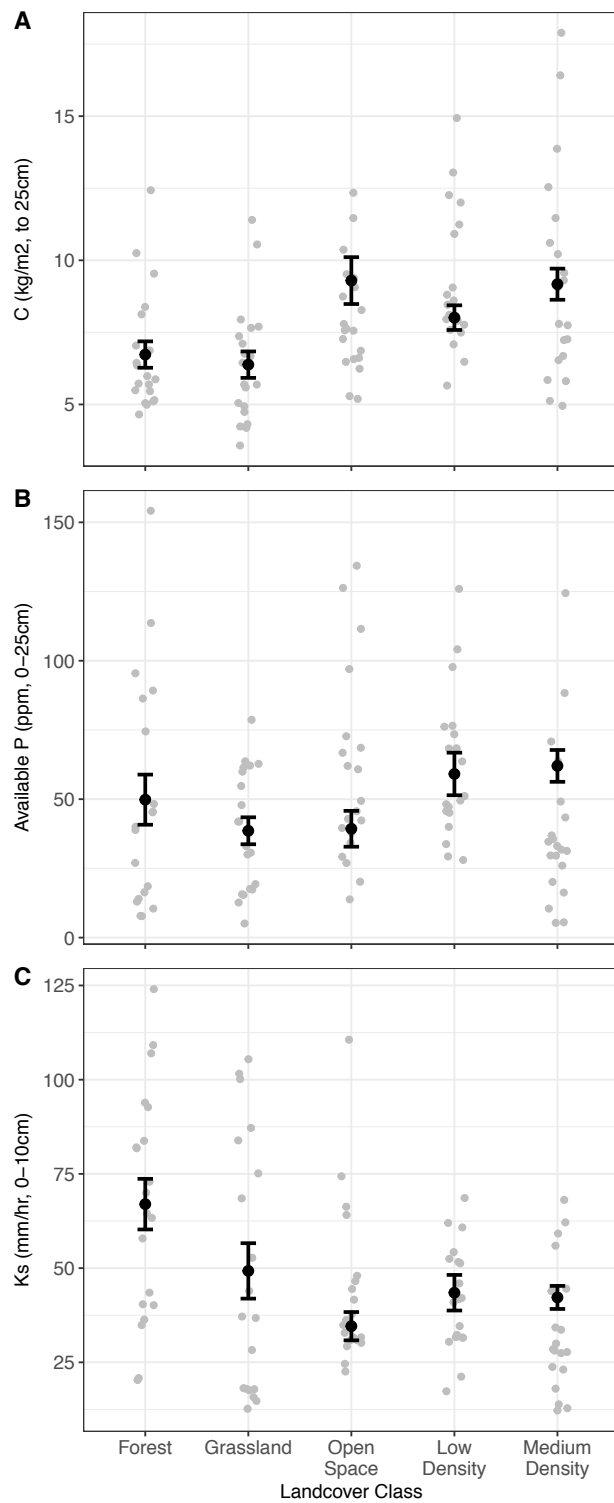 A
C (kg/m2, to 25cm)
15
10
5
B
Available P (ppm, 0−25cm)
150
100
50
0
C
Ks (mm/hr, 0−10cm)
125
100
75
50
25
Forest Grassland Open Space Low Density Medium Density
Landcover Class